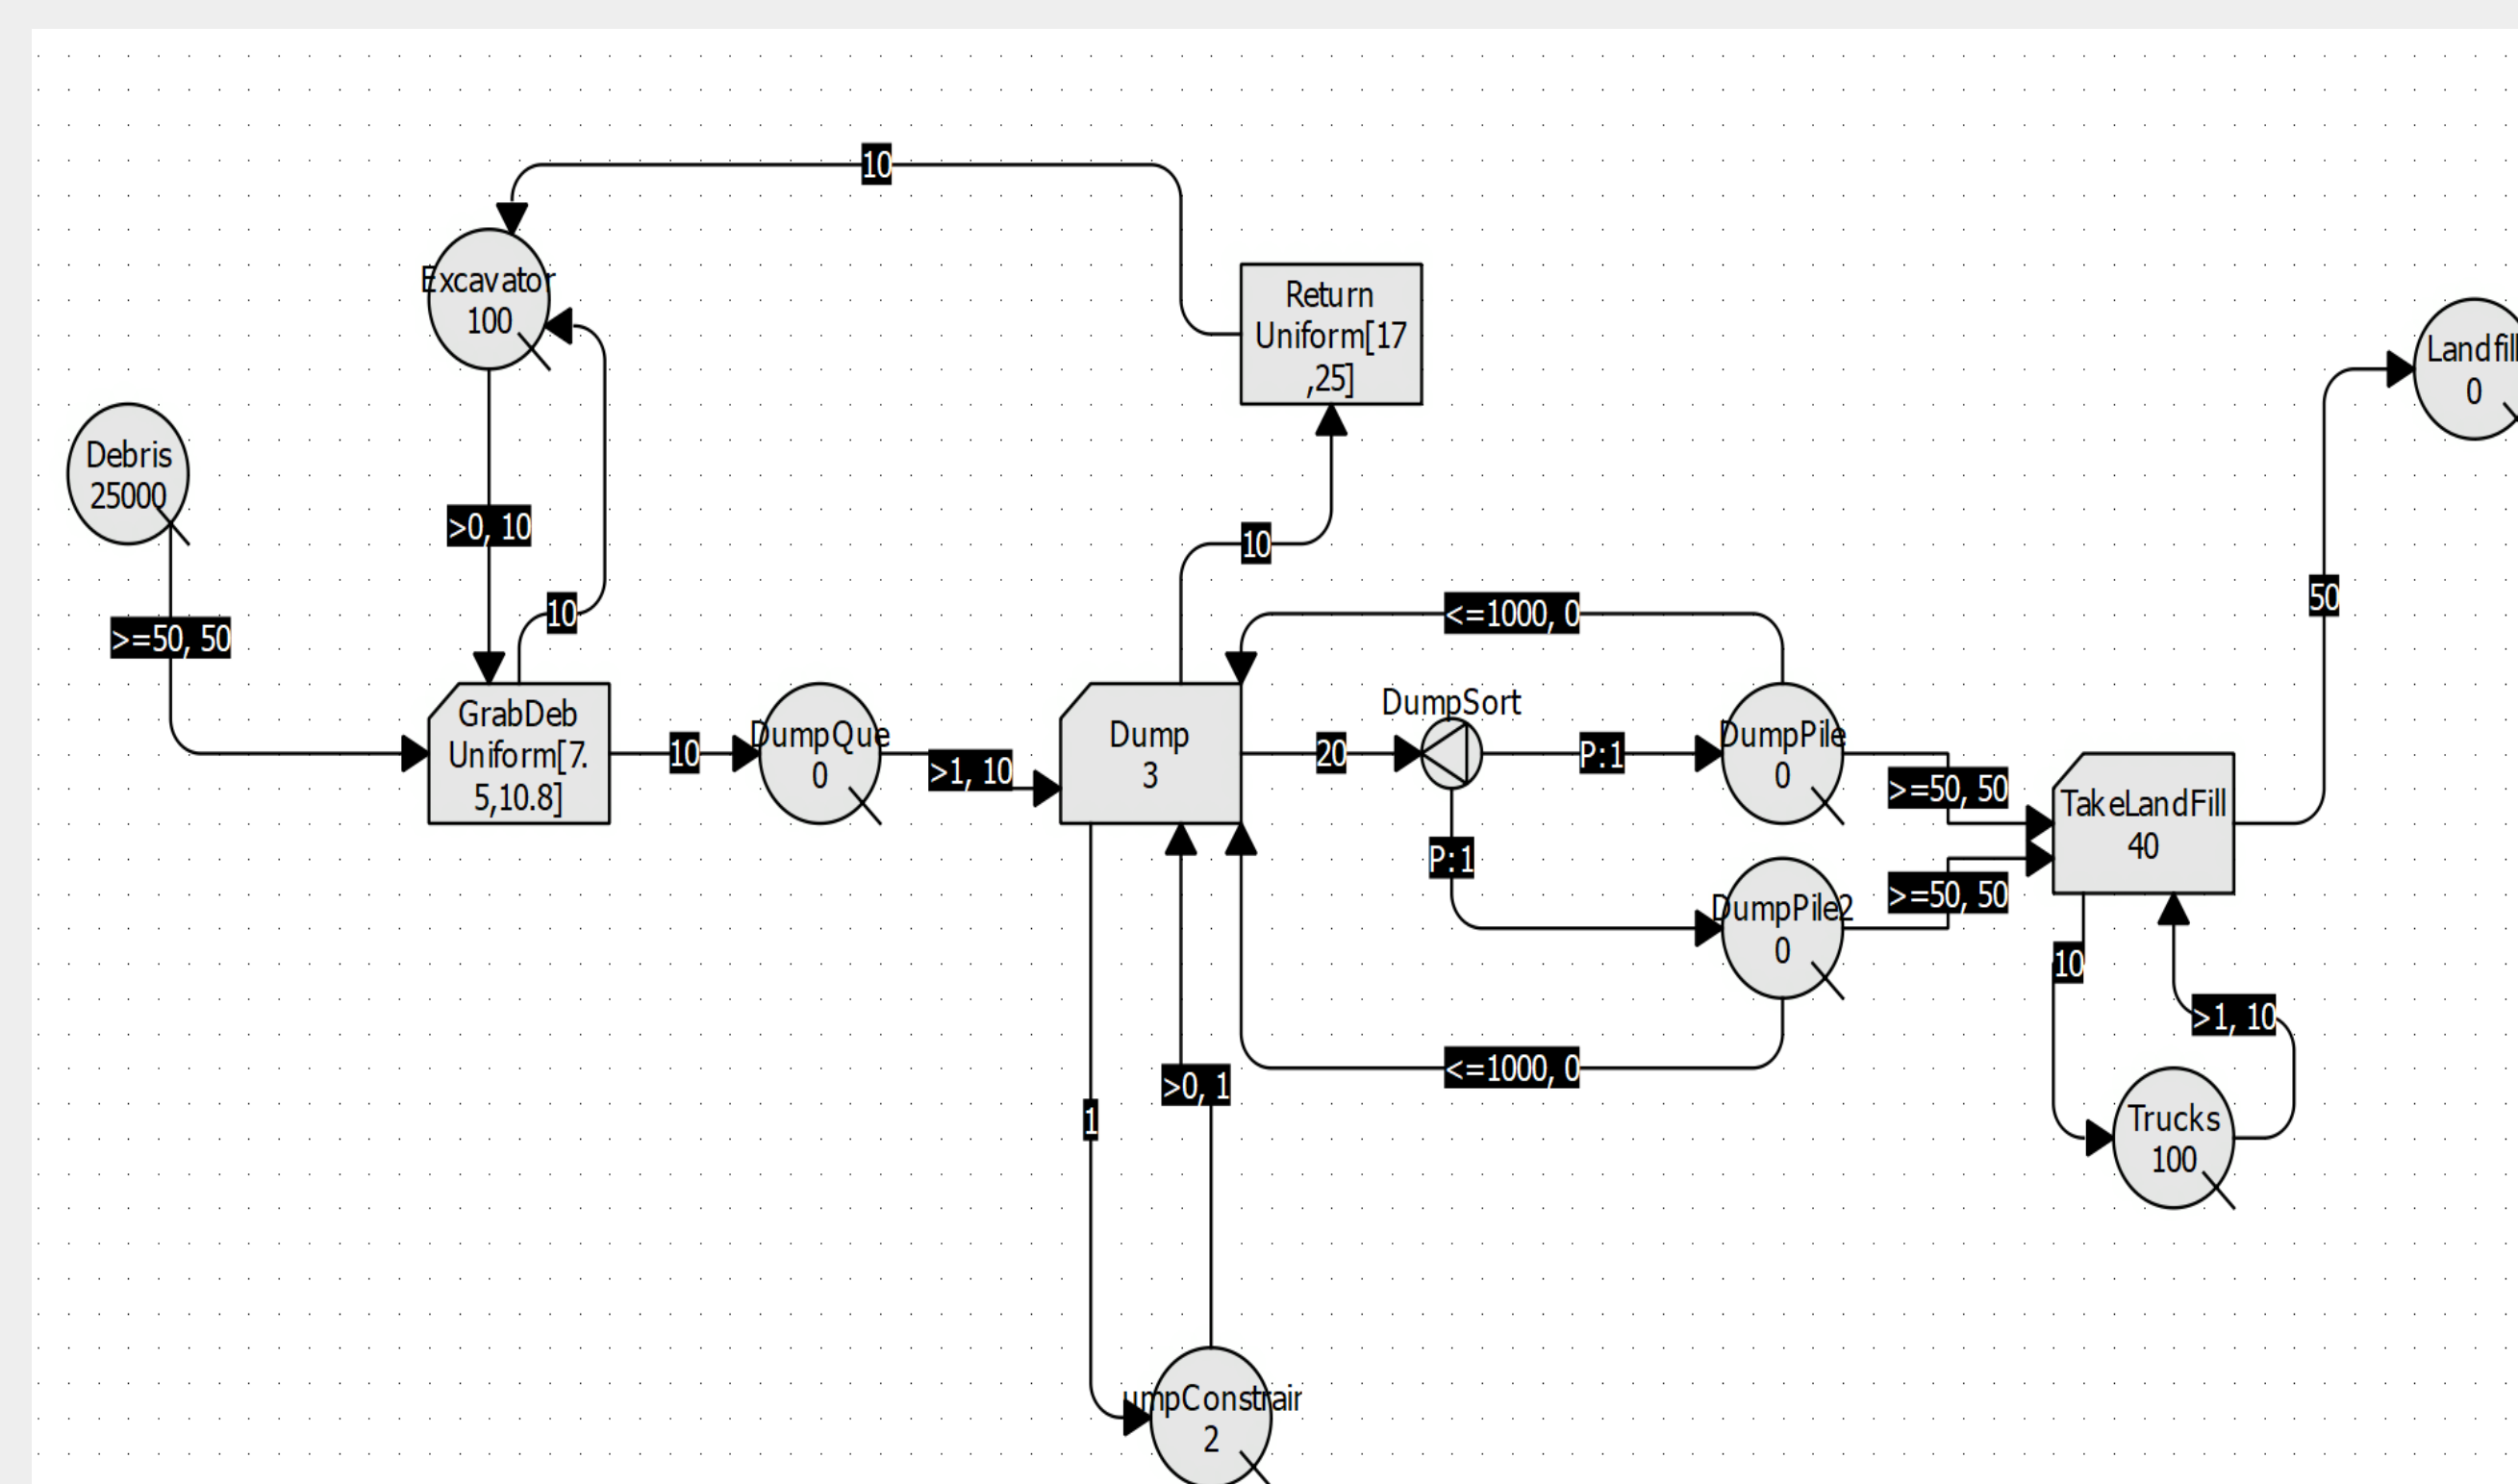 10
Excavator
100
Return
Uniform[17
,25]
Landfill
0
Debris
25000
>0, 10
10
50
>=50, 50
10
<=1000, 0
GrabDeb
Uniform[7.
5,10.8]
10
DumpQue
0
>1, 10
Dump
3
20
DumpSort
P:1
DumpPile
0
>=50, 50
TakeLandFill
40
P:1
DumpPile2
0
>=50, 50
10
>1, 10
<=1000, 0
>0, 1
1
Trucks
100
umpConstrain
2